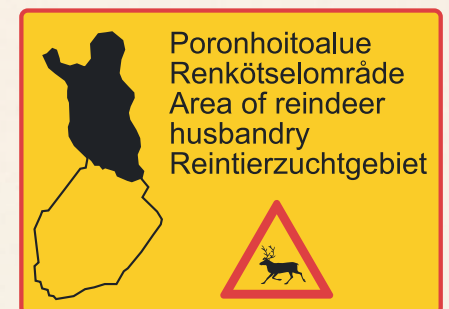 Poronhoitoalue
Renkötselområde
Area of reindeer
husbandry
Reintierzuchtgebiet